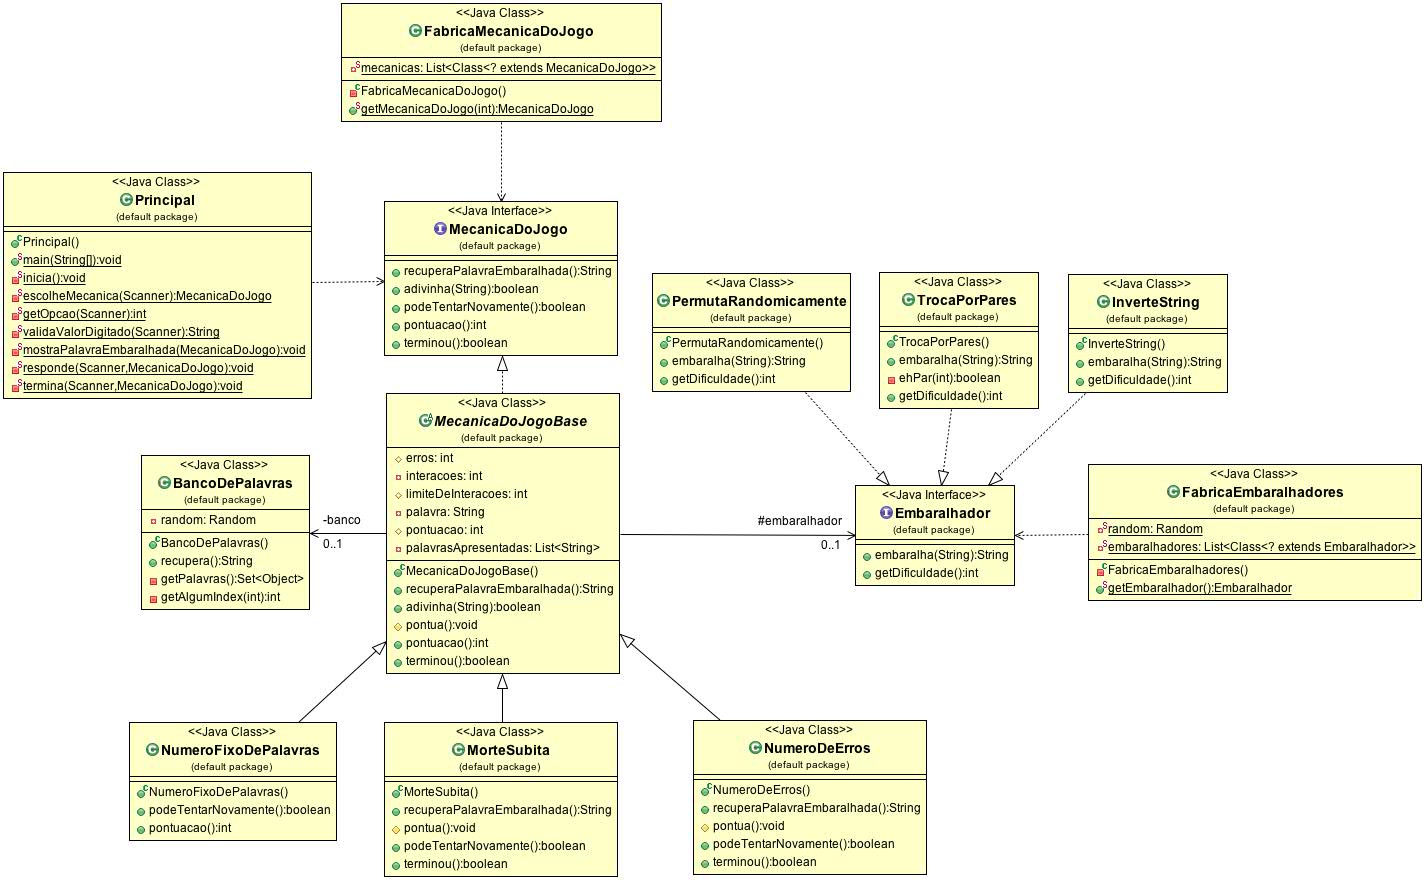 <<Java Class>>
FabricaMecanicaDoJogo
(default package)
mecanicas: List<Class<? extends MecanicaDoJogo>>
FabricaMecanicaDoJogo()
getMecanicaDoJogo(int):MecanicaDoJogo
<<Java Class>>
Principal
(default package)
Principal()
main(String[]):void
inicia():void
escolheMecanica(Scanner):MecanicaDoJogo
getOpcao(Scanner):int
validaValorDigitado(Scanner):String
mostraPalavraEmbaralhada(MecanicaDoJogo):void
responde(Scanner,MecanicaDoJogo):void
termina(Scanner,MecanicaDoJogo):void
<<Java Interface>>
MecanicaDoJogo
(default package)
recuperaPalavraEmbaralhada():String
adivinha(String):boolean
podeTentarNovamente():boolean
pontuacao():int
terminou():boolean
<<Java Class>>
PermutaRandomicamente
(default package)
PermutaRandomicamente()
embaralha(String):String
getDificuldade():int
<<Java Class>>
TrocaPorPares
(default package)
TrocaPorPares()
embaralha(String):String
ehPar(int):boolean
getDificuldade():int
<<Java Class>>
InverteString
(default package)
InverteString()
embaralha(String):String
getDificuldade():int
<<Java Class>>
MecanicaDoJogoBase
(default package)
erros: int
interacoes: int
limiteDeInteracoes: int
palavra: String
pontuacao: int
palavrasApresentadas: List<String>
MecanicaDoJogoBase()
recuperaPalavraEmbaralhada():String
adivinha(String):boolean
pontua():void
pontuacao():int
terminou():boolean
<<Java Class>>
BancoDePalavras
(default package)
random: Random
BancoDePalavras()
recupera():String
getPalavras():Set<Object>
getAlgumIndex(int):int
-banco
0..1
#embaralhador
0..1
<<Java Interface>>
Embaralhador
(default package)
embaralha(String):String
getDificuldade():int
<<Java Class>>
FabricaEmbaralhadores
(default package)
random: Random
embaralhadores: List<Class<? extends Embaralhador>>
FabricaEmbaralhadores()
getEmbaralhador():Embaralhador
<<Java Class>>
NumeroFixoDePalavras
(default package)
NumeroFixoDePalavras()
podeTentarNovamente():boolean
pontuacao():int
<<Java Class>>
MorteSubita
(default package)
MorteSubita()
recuperaPalavraEmbaralhada():String
pontua():void
podeTentarNovamente():boolean
terminou():boolean
<<Java Class>>
NumeroDeErros
(default package)
NumeroDeErros()
recuperaPalavraEmbaralhada():String
pontua():void
podeTentarNovamente():boolean
terminou():boolean